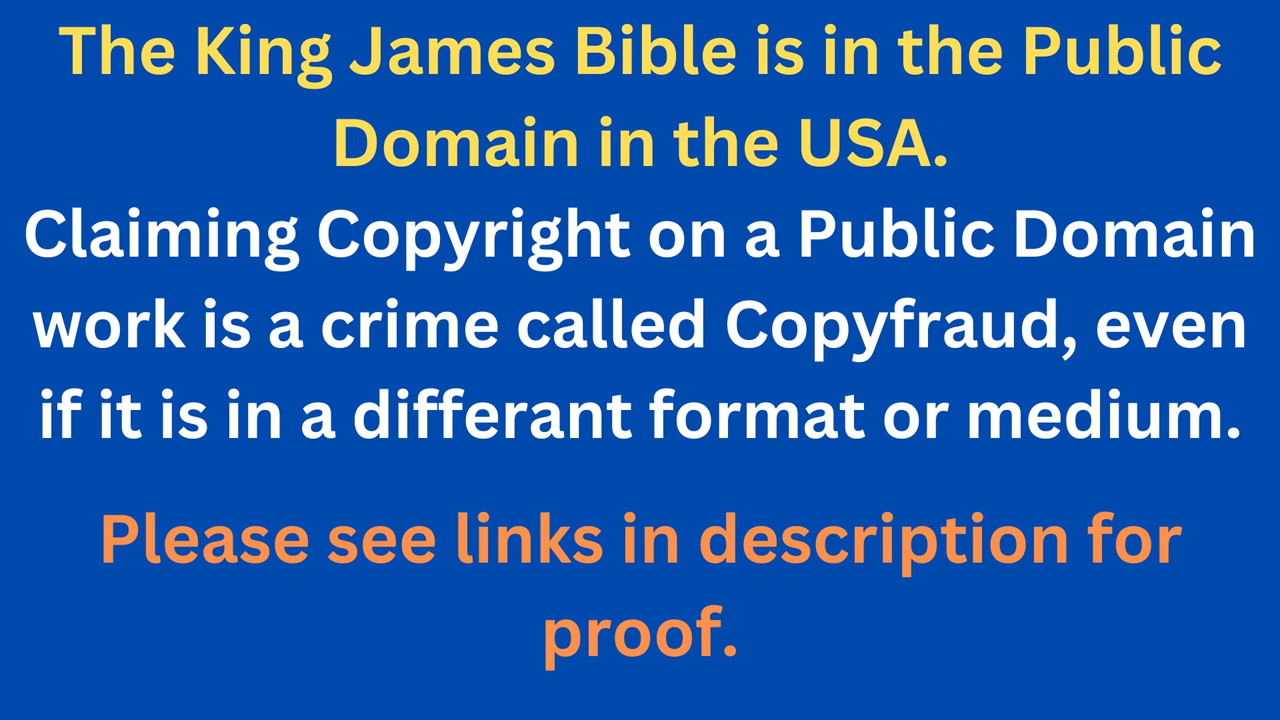 The King James Bible is in the Public
Domain in the USA.
Claiming Copyright on a Public Domain
work is a crime called Copyfraud, even
if it is in a differant format or medium.
Please see links in description for
proof.